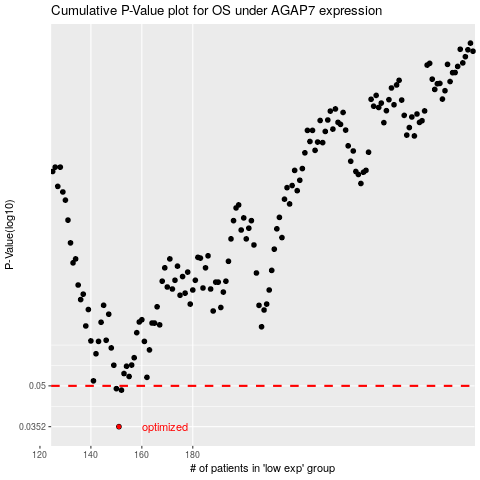 Cumulative P-Value plot for OS under AGAP7 expression
P-Value(log10)
0.05
0.0352
optimized
120 140 160 180
# of patients in 'low exp' group